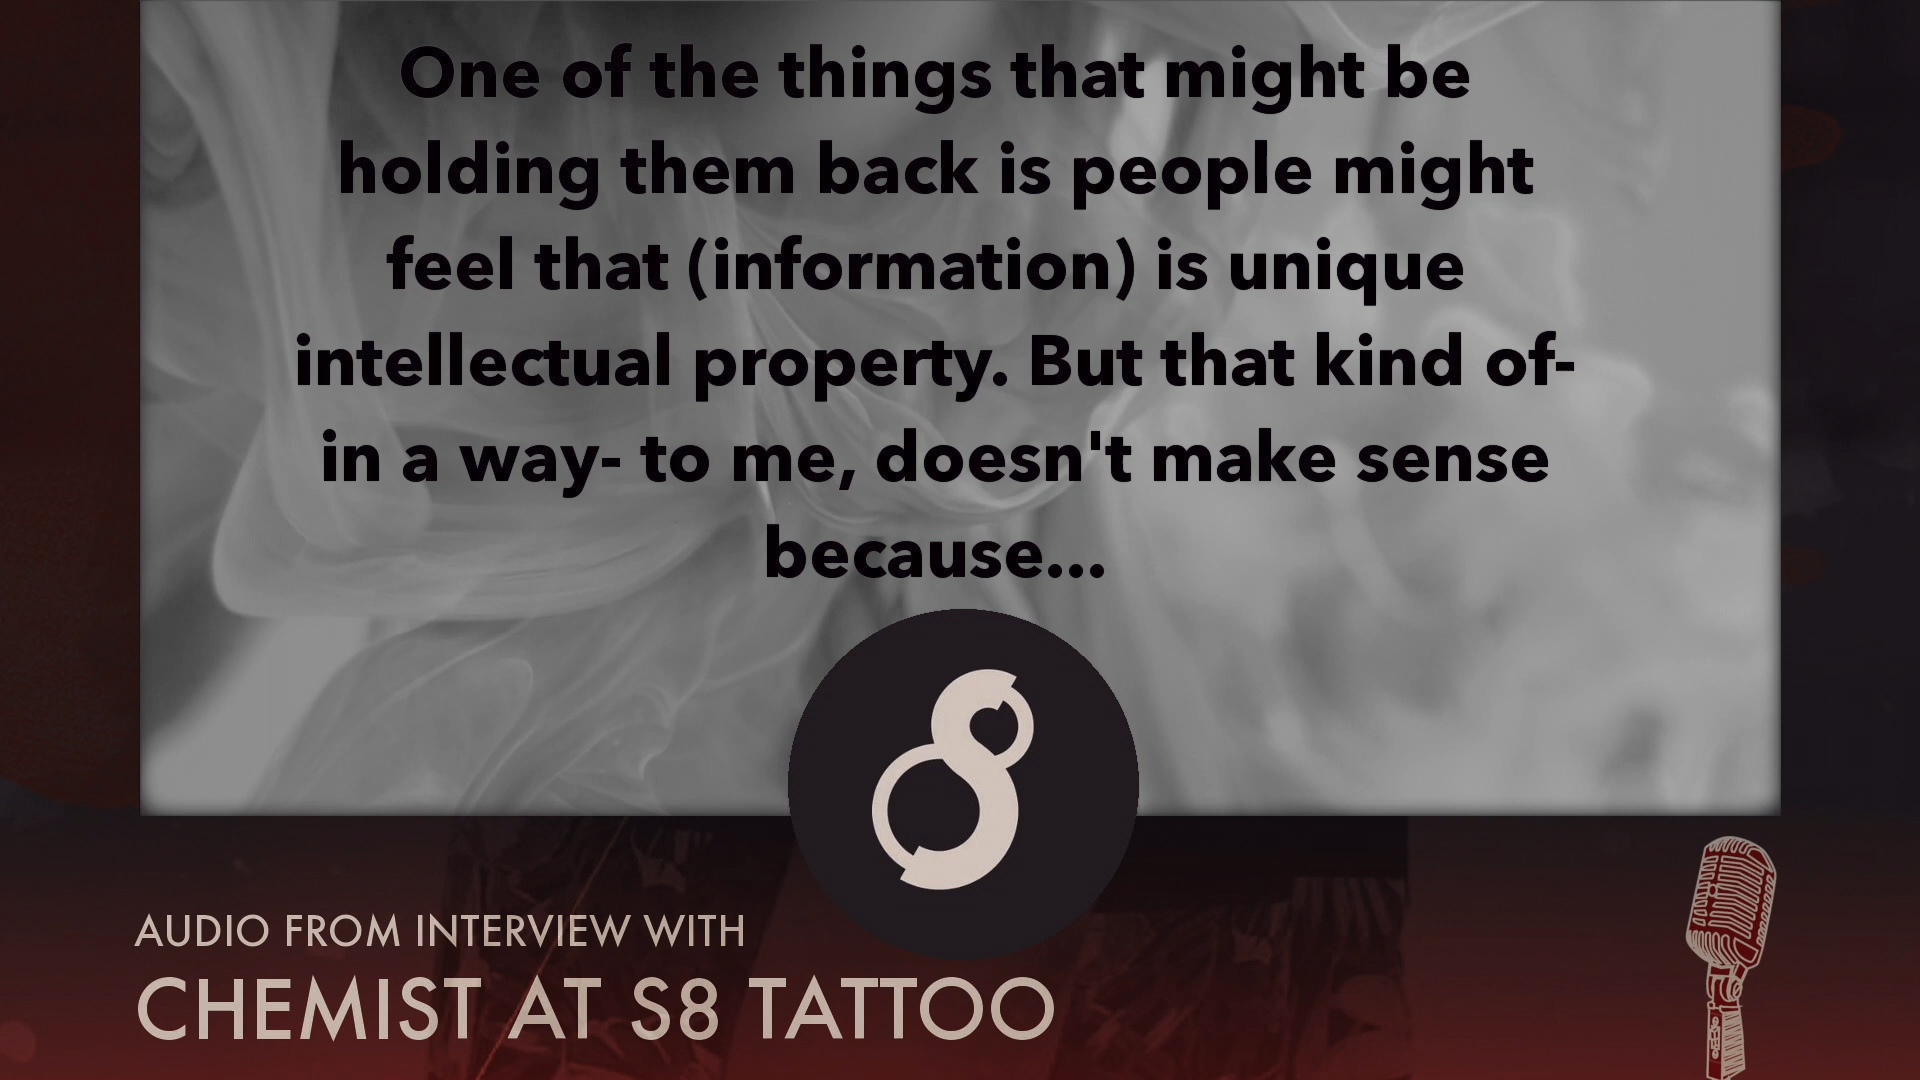 One of the things that might be
holding them back is people might
feel that (information) is unique
intellectual property. But that kind of-
in a way- to me, doesn't make sense
because...
8
AUDIO FROM INTERVIEW WITH
CHEMIST AT S8 TATTOO